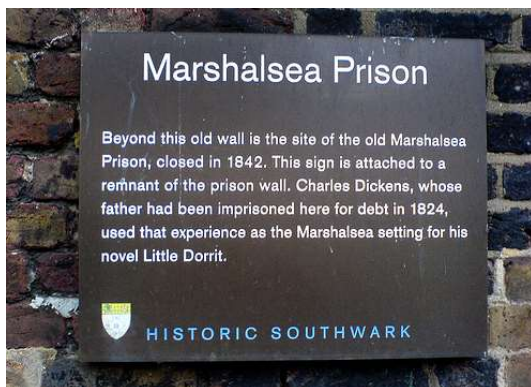 Marshalsea Prison
Beyond this old wall is the site of the old Marshalsea
Prison, closed in 1842. This sign is attached to a
remnant of the prison wall. Charles Dickens, whose
father had been imprisoned here for debt in 1824,
used that experience as the Marshalsea setting for his
novel Little Dorrit.
HISTORIC SOUTHWARK